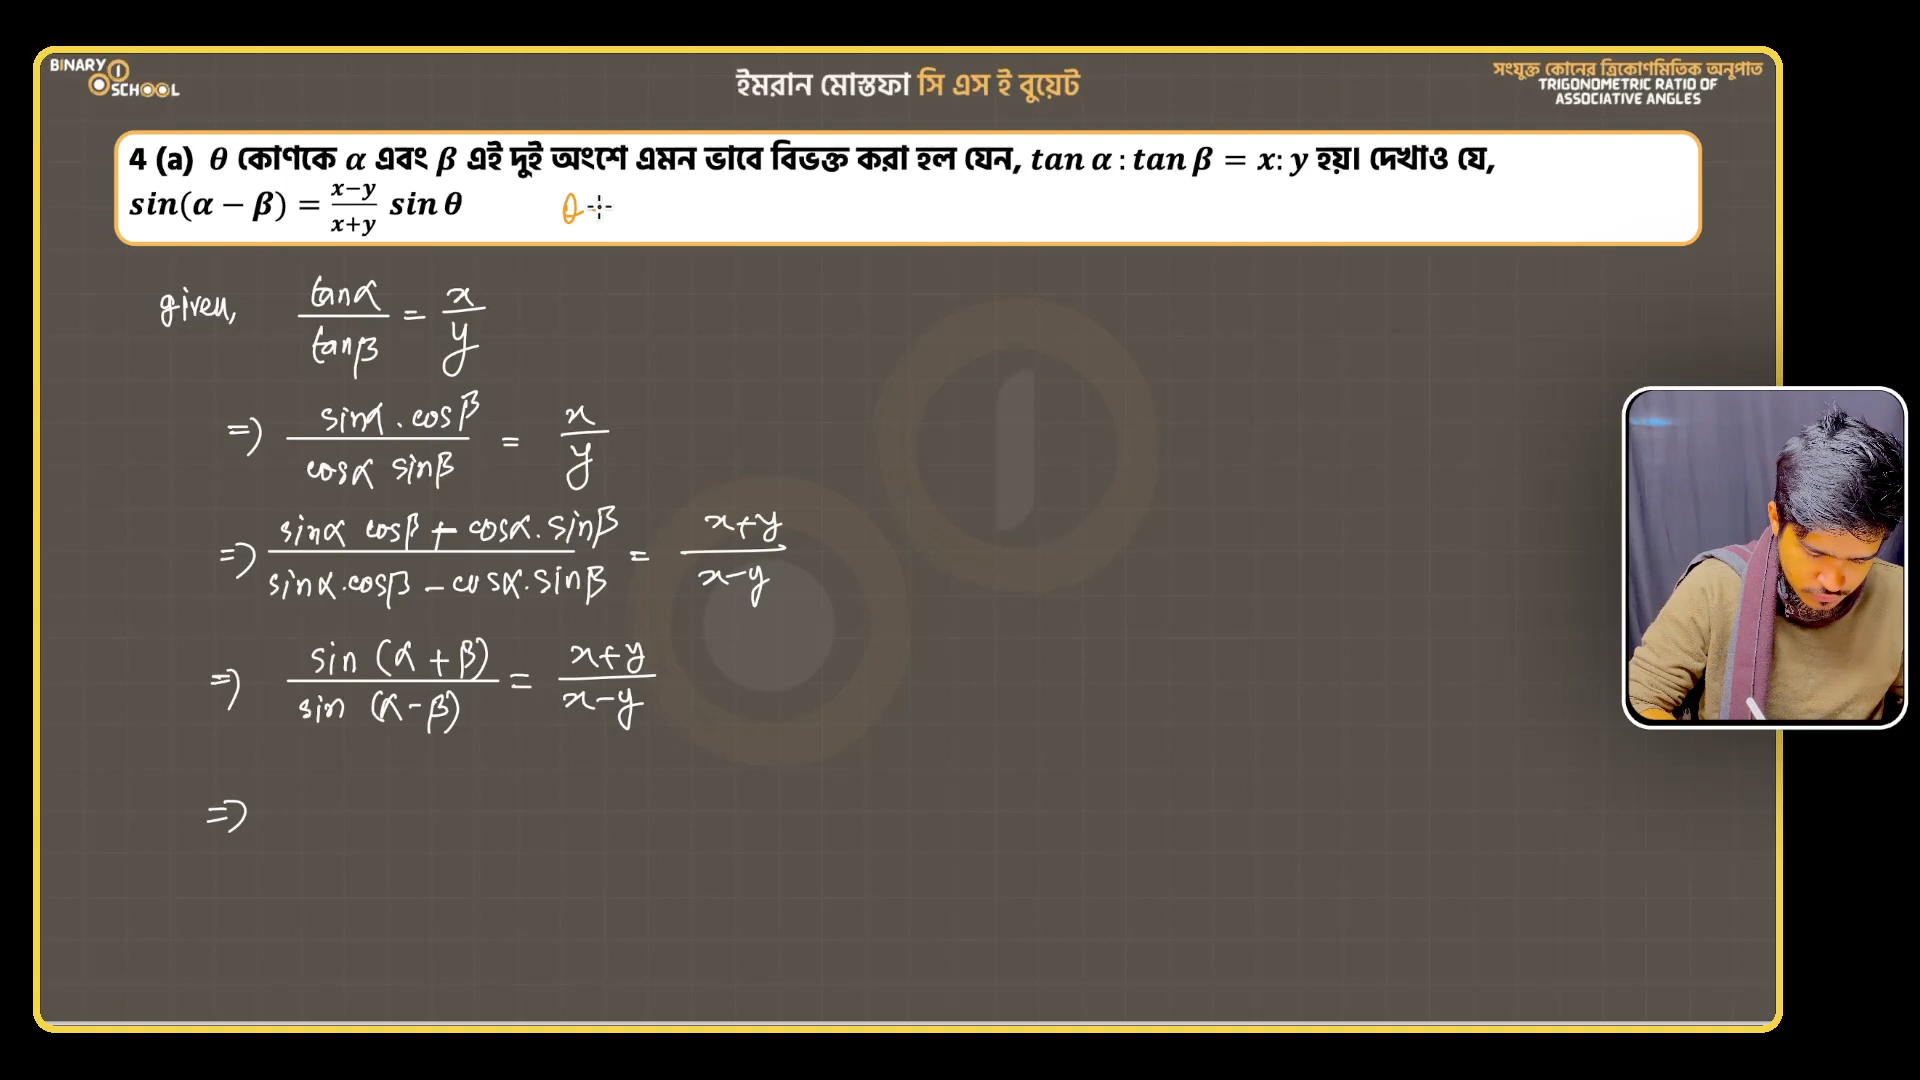 BINARY SCHOOL
ইমরান মোস্তফা সি এস ই বুয়েট
সংযুক্ত কোনের ত্রিকোণমিতিক অনুপাত
TRIGONOMETRIC RATIO OF
ASSOCIATIVE ANGLES
4 (a) θ কোণকে α এবং β এই দুই অংশে এমন ভাবে বিভক্ত করা হল যেন, tan α : tan β = x: y হয়। দেখাও যে,
sin(α − β) = (x−y)/(x+y) sin θ θ
given, tanα/tanβ = x/y
⇒ (sinα . cosβ)/(cosα sinβ) = x/y
⇒ (sinα cosβ + cosα. sinβ)/(sinα.cosβ − cosα. sinβ) = (x+y)/(x−y)
⇒ sin (α + β)/sin (α−β) = (x+y)/(x−y)
⇒